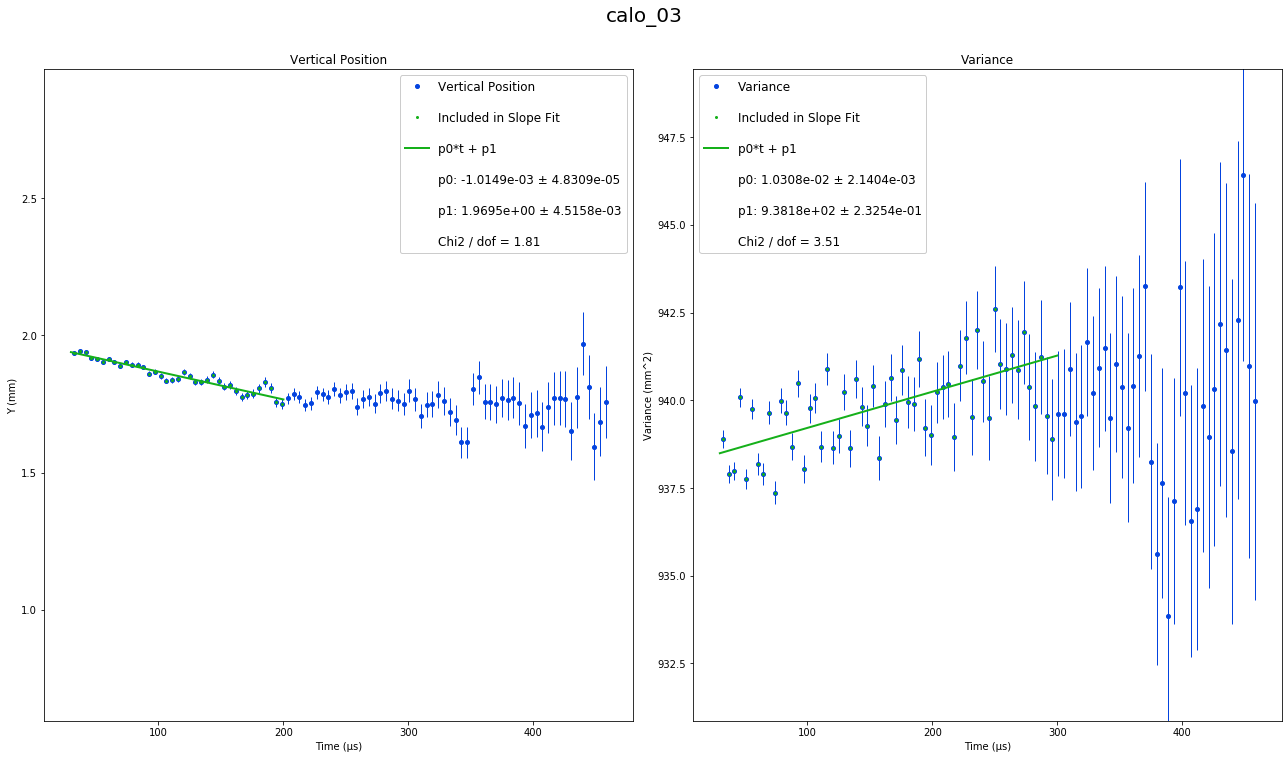 calo_03
Vertical Position
Vertical Position
Included in Slope Fit
p0*t + p1
p0: -1.0149e-03 ± 4.8309e-05
p1: 1.9695e+00 ± 4.5158e-03
Chi2 / dof = 1.81
2.5
2.0
1.5
1.0
Y (mm)
100
200
300
400
Time (μs)
Variance
Variance
Included in Slope Fit
p0*t + p1
p0: 1.0308e-02 ± 2.1404e-03
p1: 9.3818e+02 ± 2.3254e-01
Chi2 / dof = 3.51
947.5
945.0
942.5
940.0
937.5
935.0
932.5
Variance (mm^2)
100
200
300
400
Time (μs)